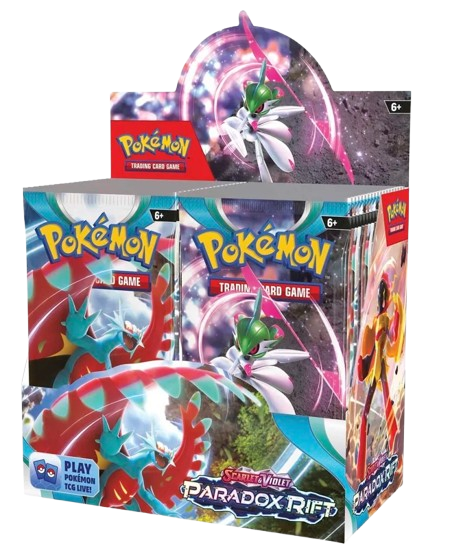 POKÉMON
TRADING CARD GAME
6+
6+
POKÉMON
CARD GAME
6+
POKÉMON
TRADING CARD GAME
POKÉMON
PLAY
POKÉMON
TCG LIVE!
SCARLET & VIOLET
PARADOX RIFT